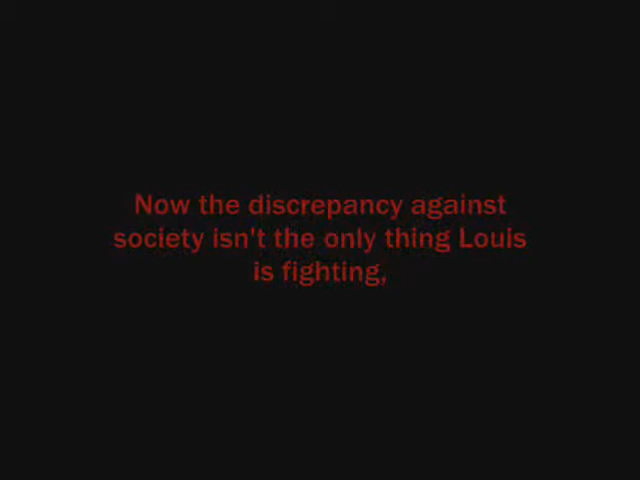 Now the discrepancy against
society isn't the only thing Louis
is fighting,